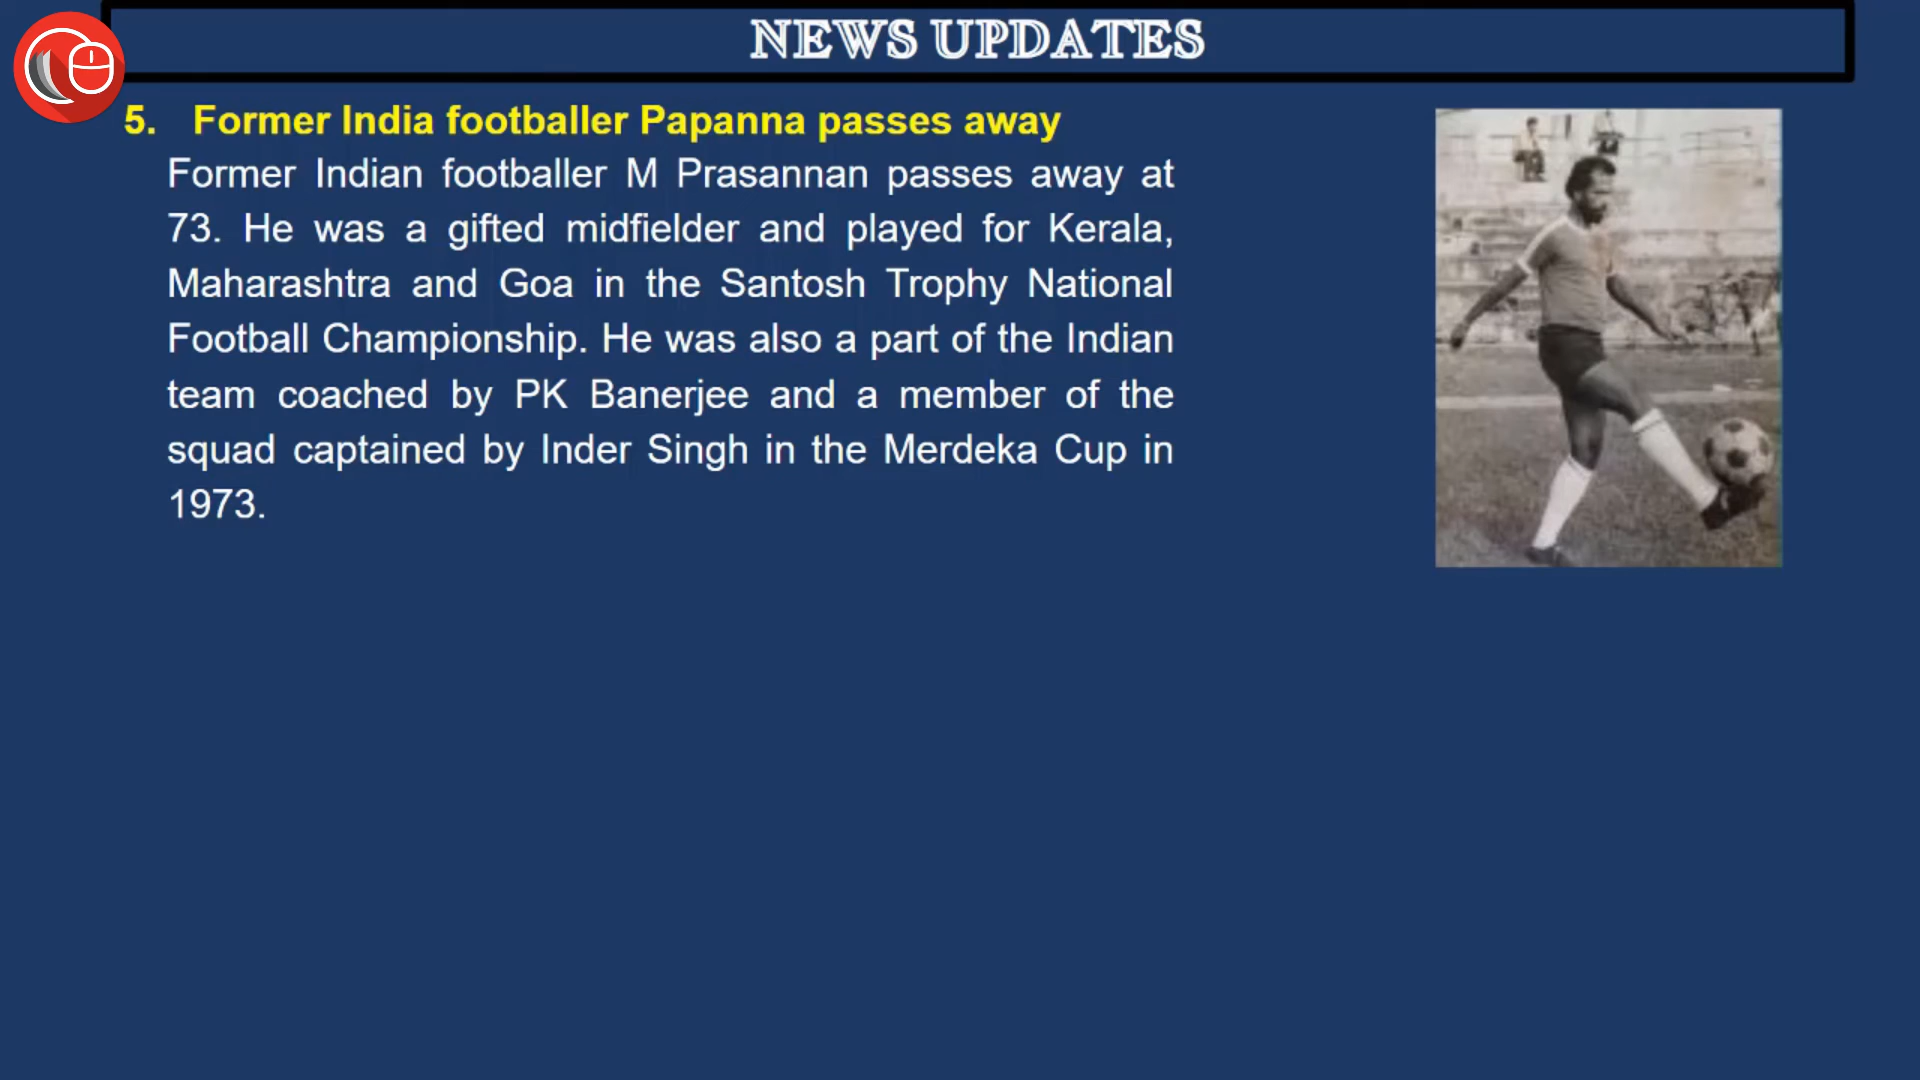 NEWS UPDATES
5. Former India footballer Papanna passes away
Former Indian footballer M Prasannan passes away at
73. He was a gifted midfielder and played for Kerala,
Maharashtra and Goa in the Santosh Trophy National
Football Championship. He was also a part of the Indian
team coached by PK Banerjee and a member of the
squad captained by Inder Singh in the Merdeka Cup in
1973.